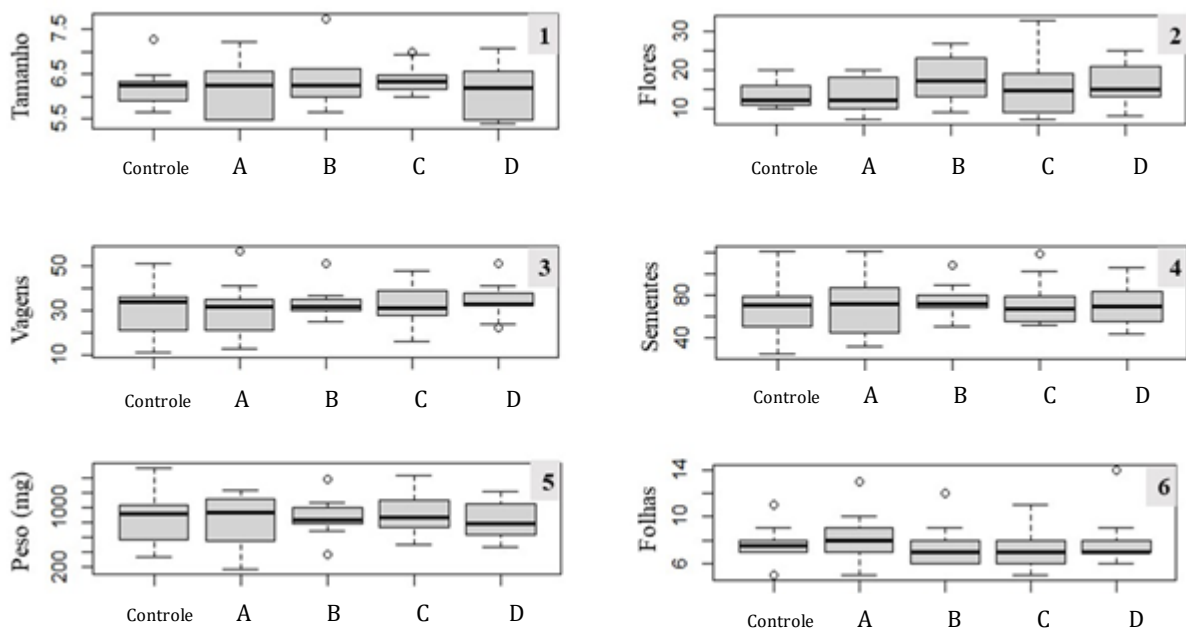 Tamanho
7.5
6.5
5.5
1
Controle A B C D
Flores
30
20
10
2
Controle A B C D
Vagens
50
30
10
3
Controle A B C D
Sementes
80
40
4
Controle A B C D
Peso (mg)
1000
200
5
Controle A B C D
Folhas
14
10
6
6
Controle A B C D